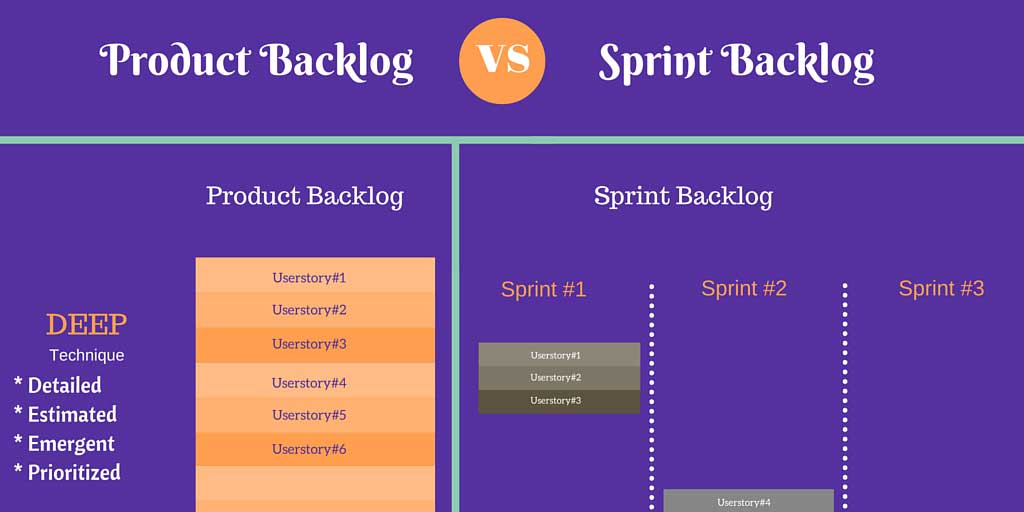 Product Backlog VS Sprint Backlog
Product Backlog
Userstory#1
Userstory#2
Userstory#3
Userstory#4
Userstory#5
Userstory#6
DEEP
Technique
* Detailed
* Estimated
* Emergent
* Prioritized
Sprint Backlog
Sprint #1
Userstory#1
Userstory#2
Userstory#3
Sprint #2
Userstory#4
Sprint #3